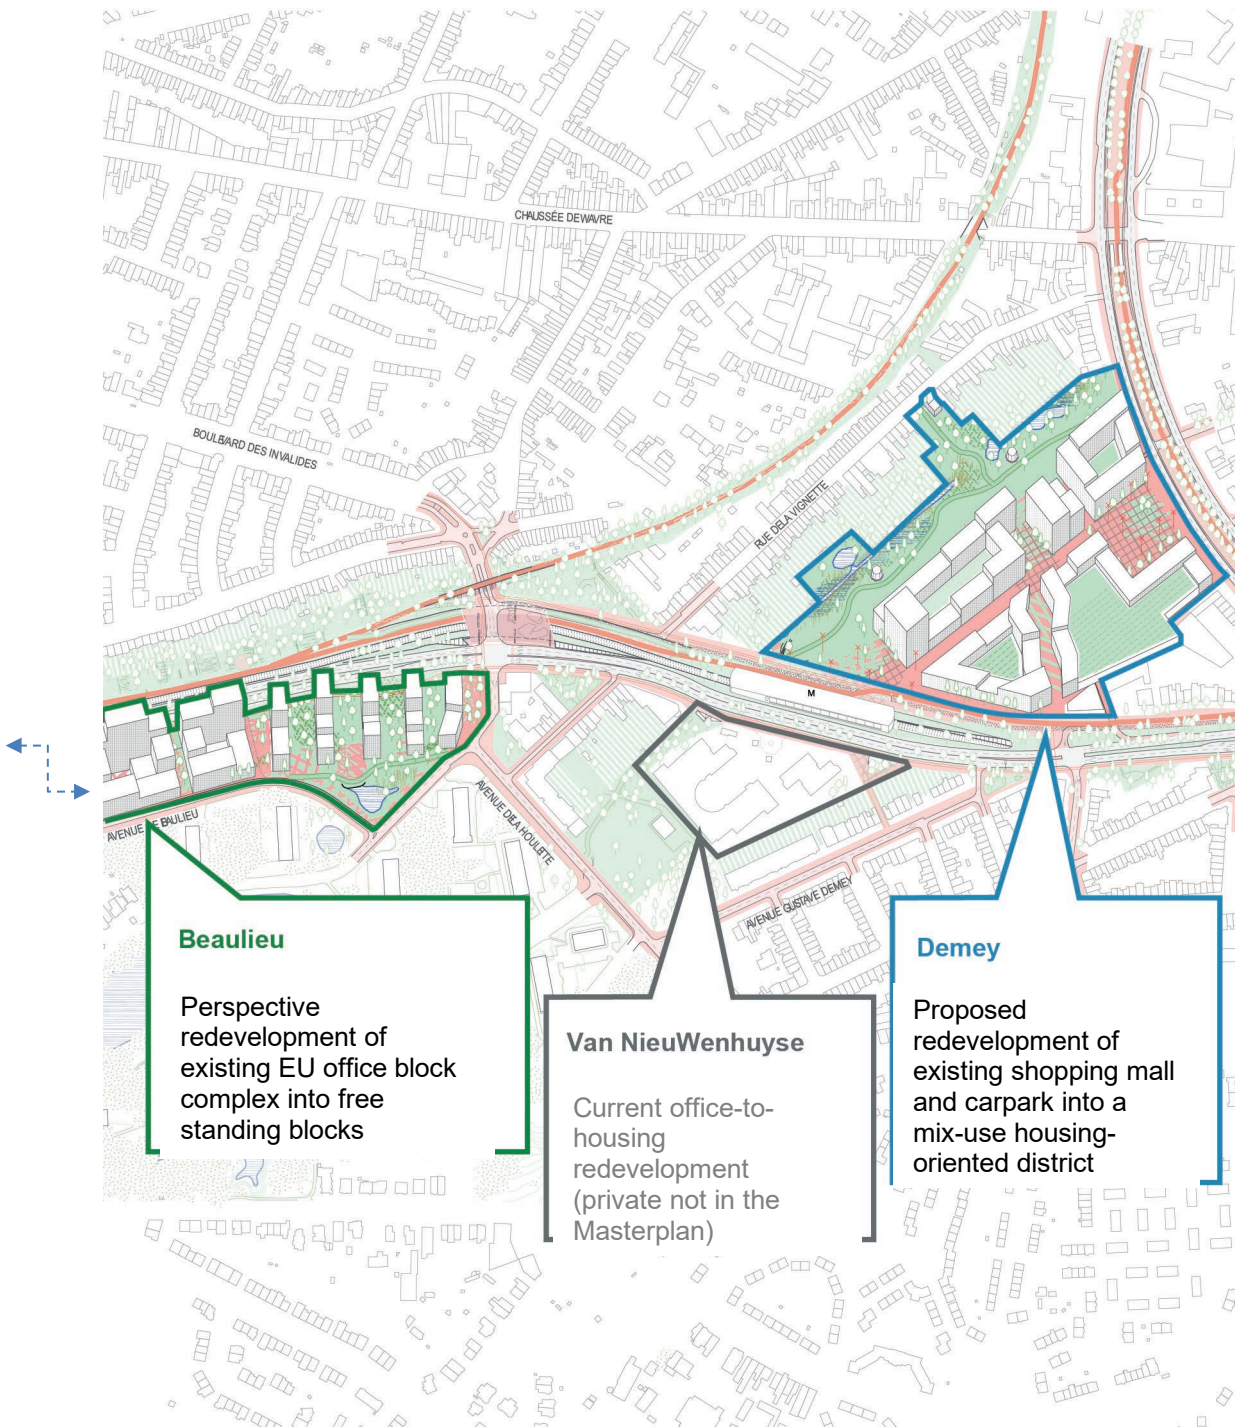 CHAUSSÉE DE WAVRE
BOULEVARD DES INVALIDES
RUE DE LA VIGNETTE
M
AVENUE DE BAULIEU
AVENUE DE LA HOULETTE
AVENUE GUSTAVE DEMEY
Beaulieu
Perspective
redevelopment of
existing EU office block
complex into free
standing blocks
Van NieuWenhuyse
Current office-to-
housing
redevelopment
(private not in the
Masterplan)
Demey
Proposed
redevelopment of
existing shopping mall
and carpark into a
mix-use housing-
oriented district